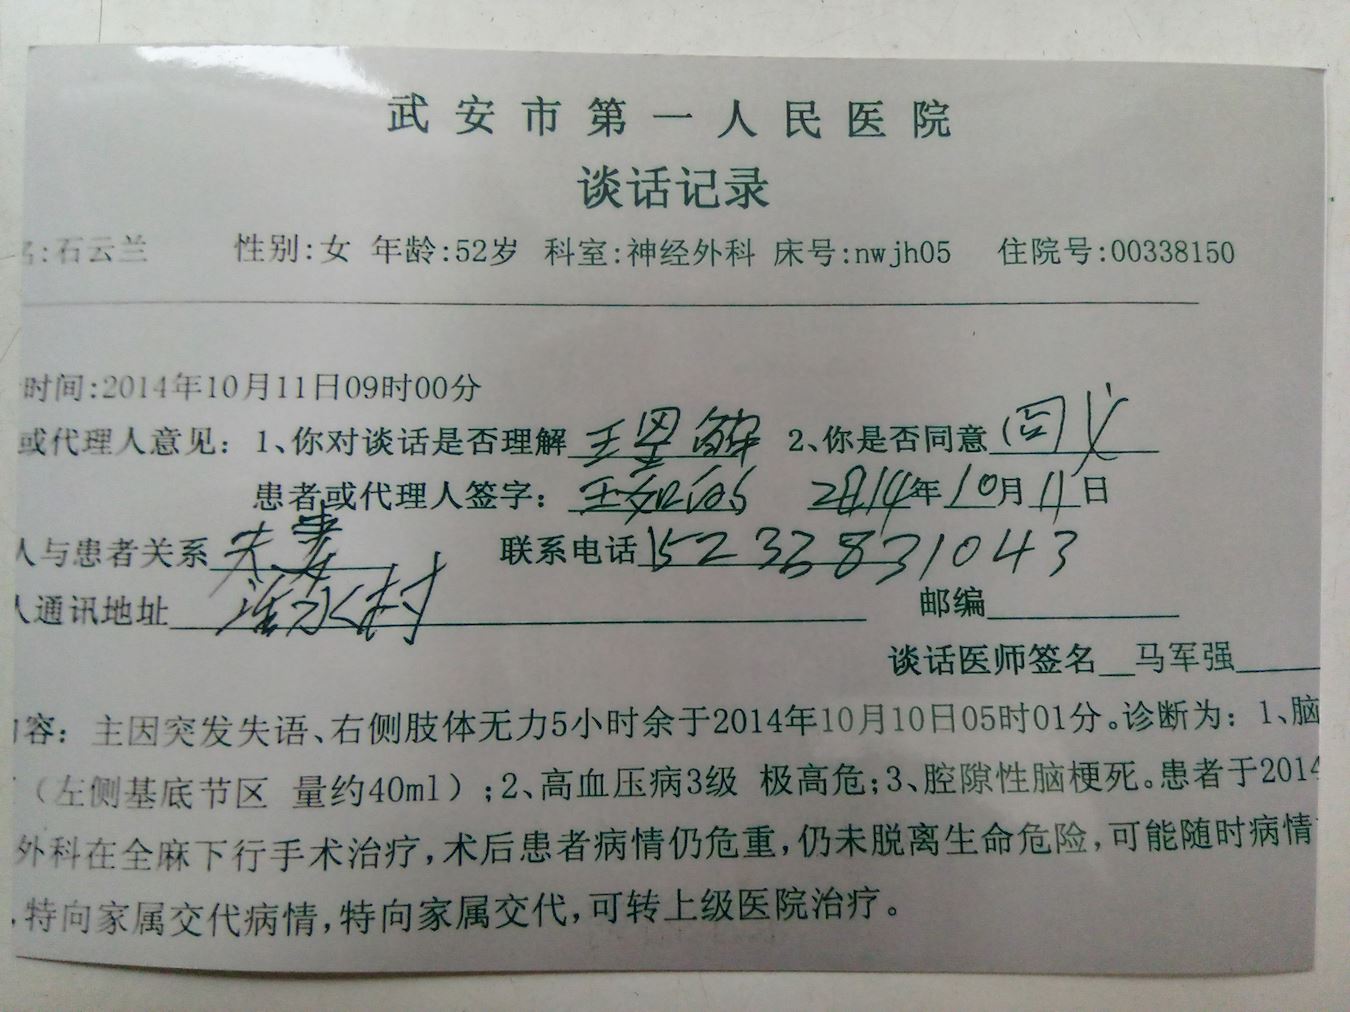 武安市第一人民医院
谈话记录
名:石云兰 性别:女 年龄:52岁 科室:神经外科 床号:nwjh05 住院号:00338150
时间:2014年10月11日09时00分
或代理人意见：1、你对谈话是否理解 2、你是否同意 同义
患者或代理人签字： 2014年10月11日
人与患者关系 夫妻 联系电话 15233831043
人通讯地址 村 邮编
谈话医师签名 马军强
内容：主因突发失语、右侧肢体无力5小时余于2014年10月10日05时01分。诊断为：1、脑
（左侧基底节区 量约40ml）;2、高血压病3级 极高危;3、腔隙性脑梗死。患者于2014
外科在全麻下行手术治疗,术后患者病情仍危重,仍未脱离生命危险,可能随时病情
,特向家属交代病情,特向家属交代,可转上级医院治疗。